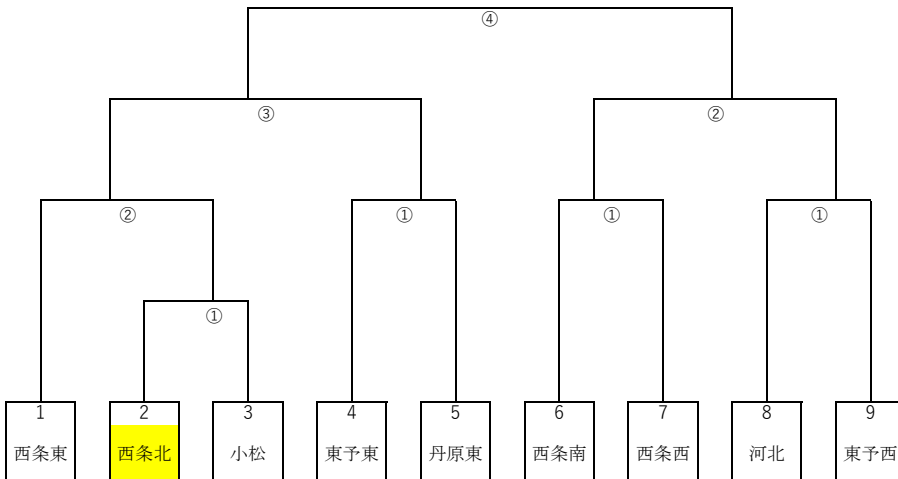 ④
③ ②
② ① ① ①
①
1 2 3 4 5 6 7 8 9
西条東 西条北 小松 東予東 丹原東 西条南 西条西 河北 東予西